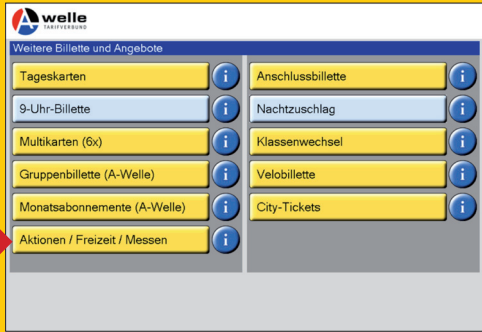 A welle
TARIFVERBUND
Weitere Billette und Angebote
Tageskarten
9-Uhr-Billette
Multikarten (6x)
Gruppenbillette (A-Welle)
Monatsabonnemente (A-Welle)
Aktionen / Freizeit / Messen
Anschlussbillette
Nachtzuschlag
Klassenwechsel
Velobillette
City-Tickets